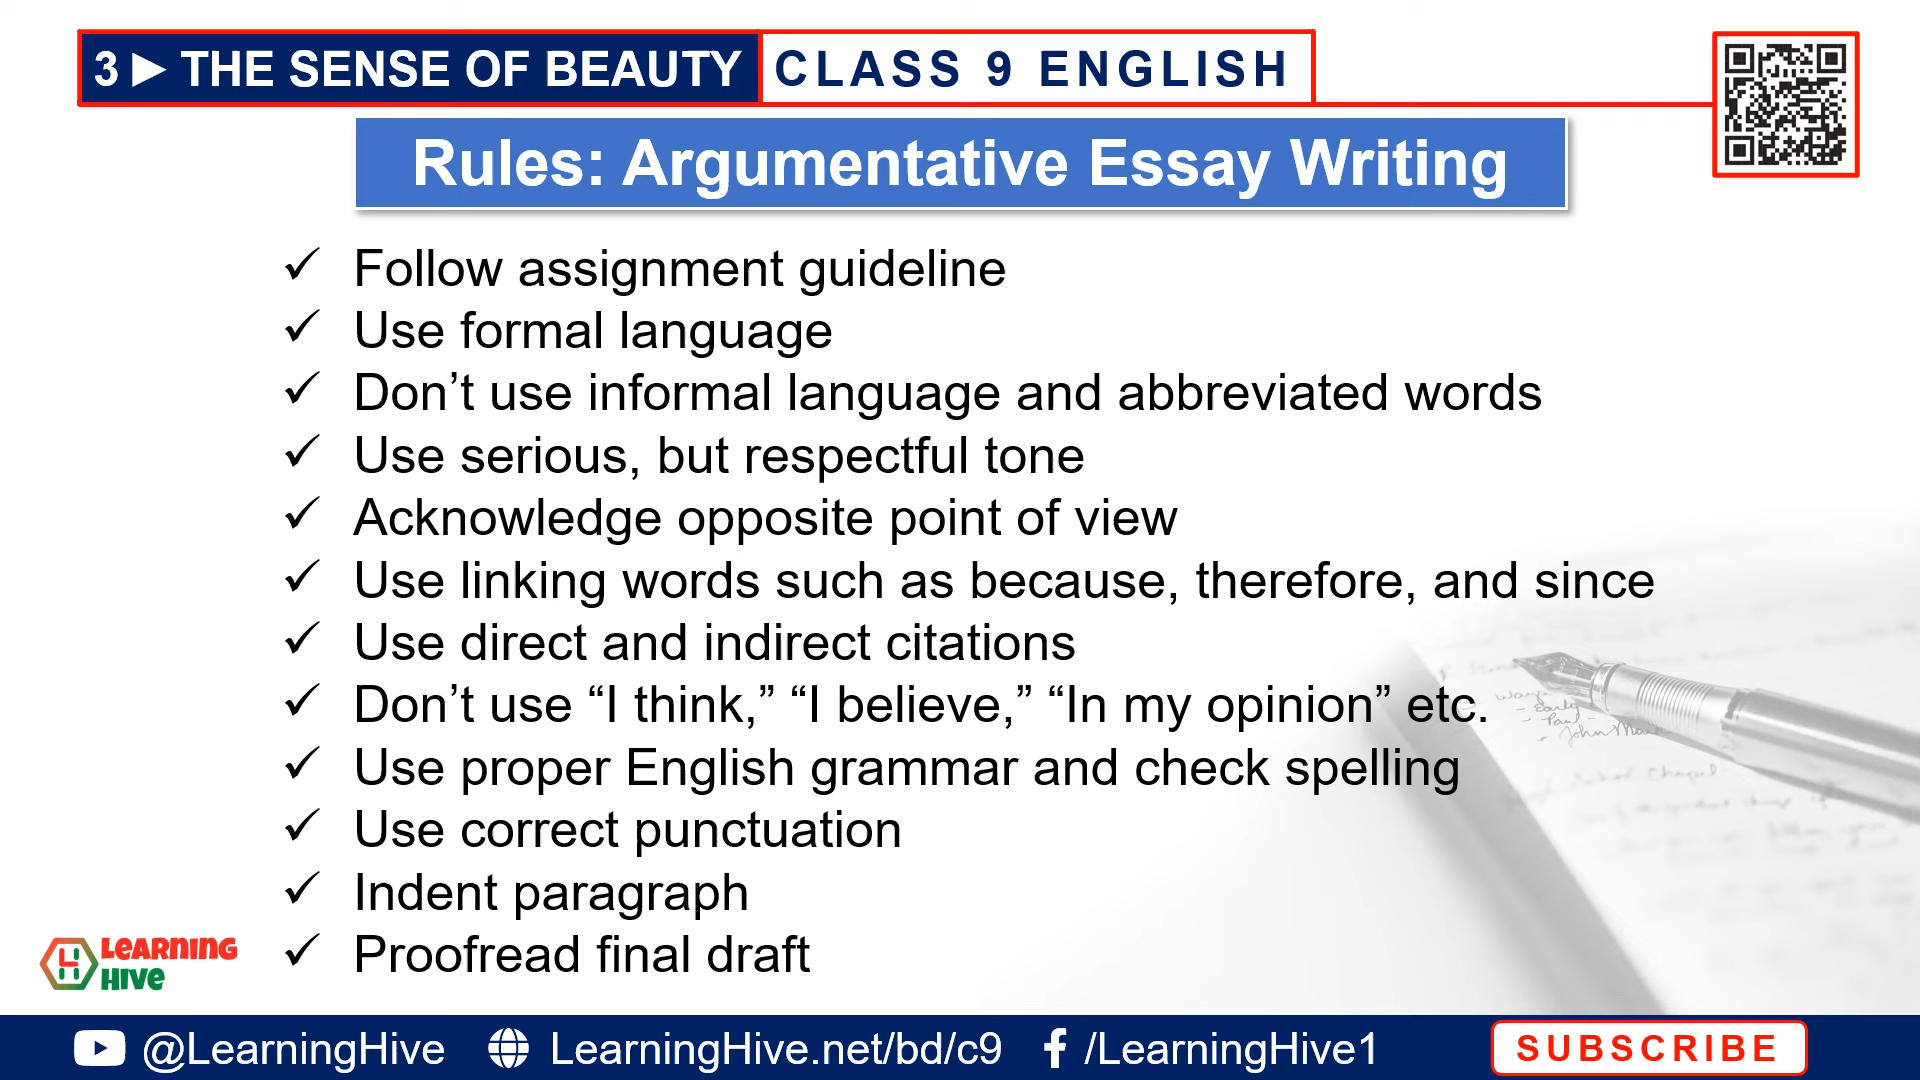 3 ► THE SENSE OF BEAUTY CLASS 9 ENGLISH
Rules: Argumentative Essay Writing
✓ Follow assignment guideline
✓ Use formal language
✓ Don’t use informal language and abbreviated words
✓ Use serious, but respectful tone
✓ Acknowledge opposite point of view
✓ Use linking words such as because, therefore, and since
✓ Use direct and indirect citations
✓ Don’t use “I think,” “I believe,” “In my opinion” etc.
✓ Use proper English grammar and check spelling
✓ Use correct punctuation
✓ Indent paragraph
✓ Proofread final draft
LeARNING
HIVe
@LearningHive LearningHive.net/bd/c9 /LearningHive1 SUBSCRIBE